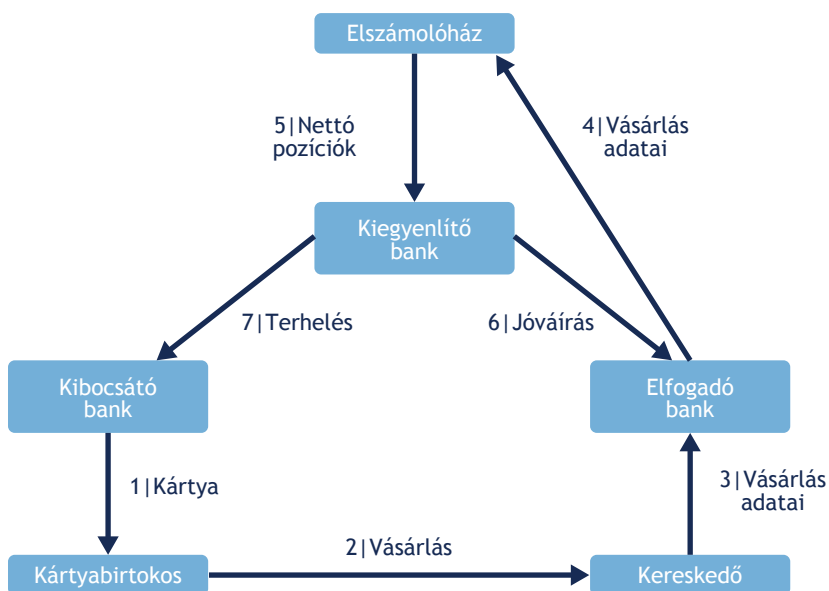 Elszámolóház
5|Nettó
pozíciók
4|Vásárlás
adatai
Kiegyenlítő
bank
7|Terhelés
6|Jóváírás
Kibocsátó
bank
Elfogadó
bank
1|Kártya
3|Vásárlás
adatai
2|Vásárlás
Kártyabirtokos
Kereskedő